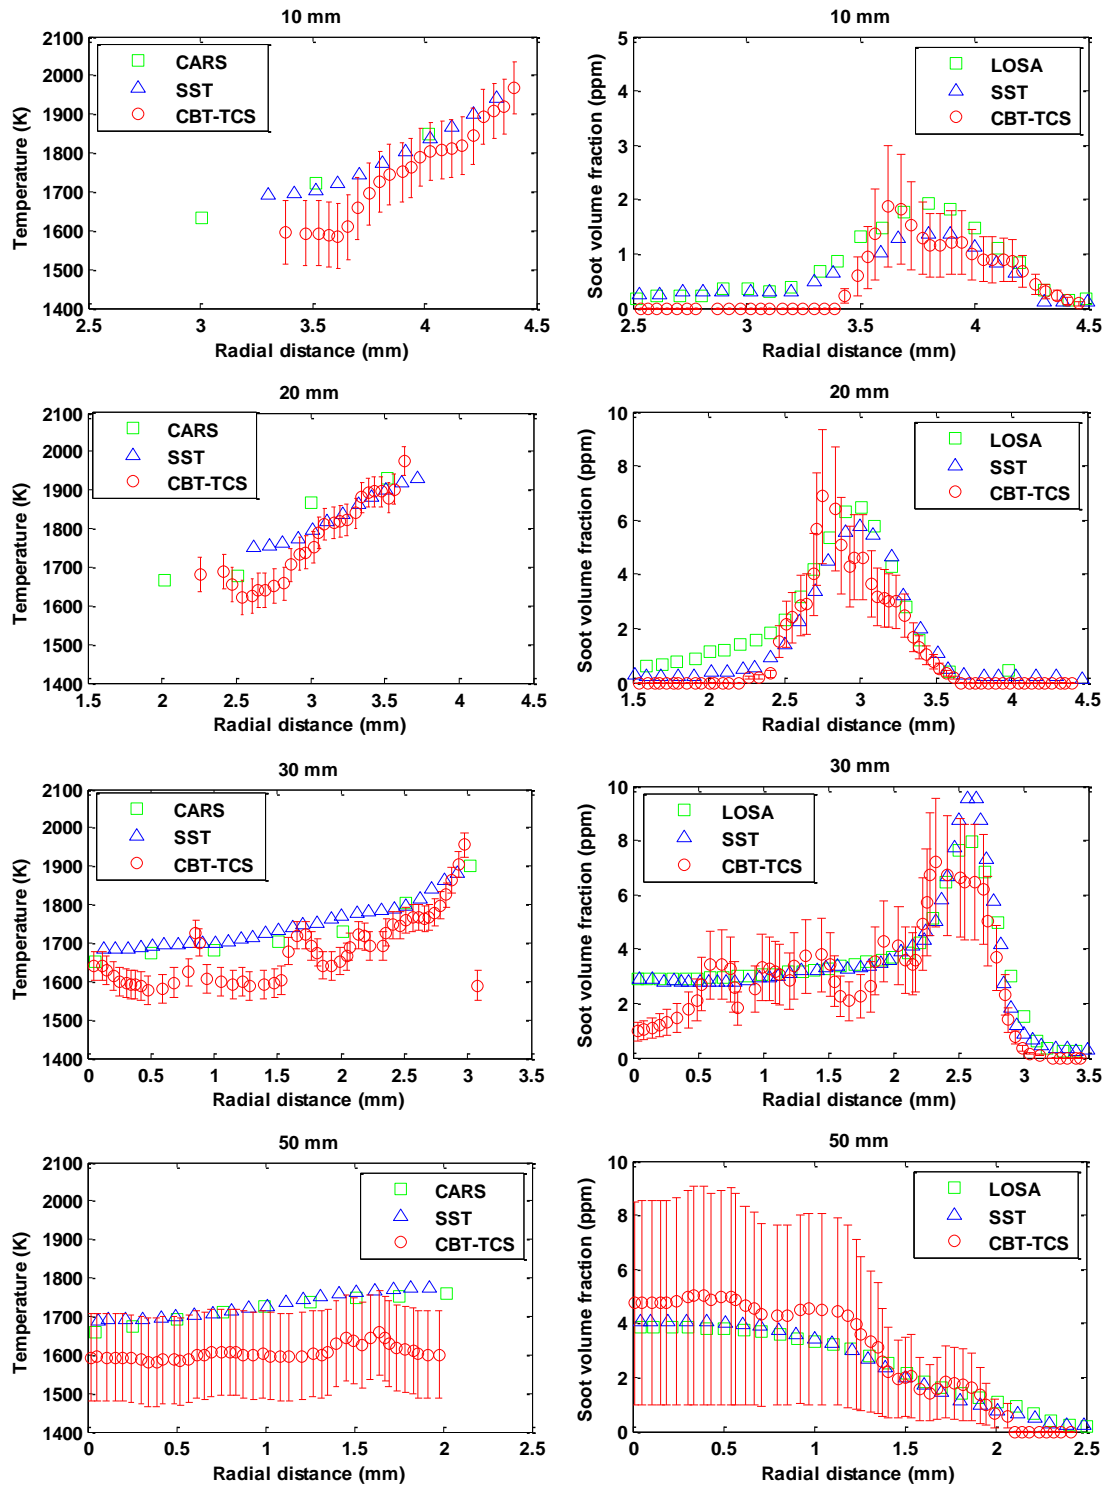 10 mm
2100
2000
1900
1800
1700
1600
1500
1400
Temperature (K)
CARS
SST
CBT-TCS
2.5 3 3.5 4 4.5
Radial distance (mm)
10 mm
5
4
3
2
1
0
Soot volume fraction (ppm)
LOSA
SST
CBT-TCS
2.5 3 3.5 4 4.5
Radial distance (mm)
20 mm
2100
2000
1900
1800
1700
1600
1500
1400
Temperature (K)
CARS
SST
CBT-TCS
1.5 2 2.5 3 3.5 4 4.5
Radial distance (mm)
20 mm
10
8
6
4
2
0
Soot volume fraction (ppm)
LOSA
SST
CBT-TCS
1.5 2 2.5 3 3.5 4 4.5
Radial distance (mm)
30 mm
2100
2000
1900
1800
1700
1600
1500
1400
Temperature (K)
CARS
SST
CBT-TCS
0 0.5 1 1.5 2 2.5 3 3.5
Radial distance (mm)
30 mm
10
8
6
4
2
0
Soot volume fraction (ppm)
LOSA
SST
CBT-TCS
0 0.5 1 1.5 2 2.5 3 3.5
Radial distance (mm)
50 mm
2100
2000
1900
1800
1700
1600
1500
1400
Temperature (K)
CARS
SST
CBT-TCS
0 0.5 1 1.5 2 2.5
Radial distance (mm)
50 mm
10
8
6
4
2
0
Soot volume fraction (ppm)
LOSA
SST
CBT-TCS
0 0.5 1 1.5 2 2.5
Radial distance (mm)